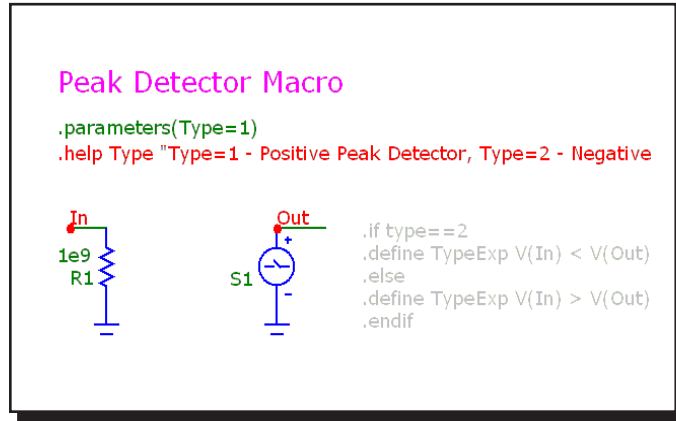 Peak Detector Macro
.parameters(Type=1)
.help Type "Type=1 - Positive Peak Detector, Type=2 - Negative
In
Out
1e9
R1
S1
+
-
.if type==2
.define TypeExp V(In) < V(Out)
.else
.define TypeExp V(In) > V(Out)
.endif